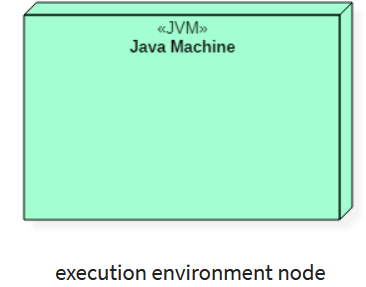 «JVM»
Java Machine
execution environment node